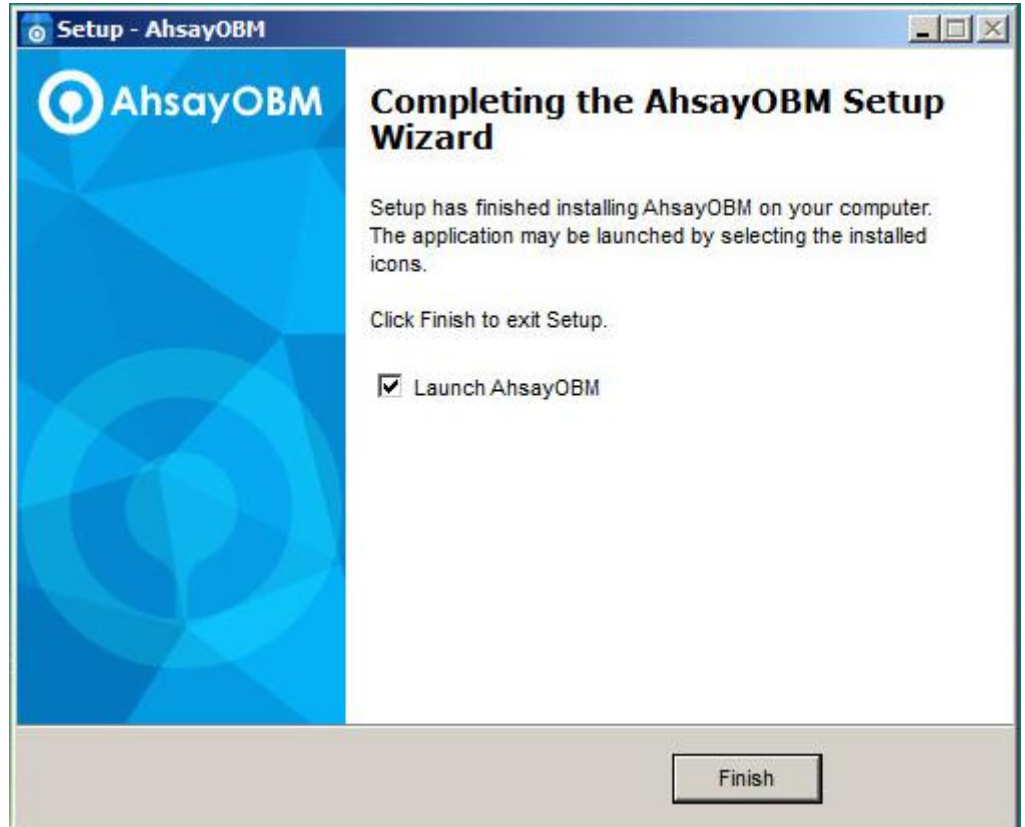 Setup - AhsayOBM
AhsayOBM
Completing the AhsayOBM Setup
Wizard
Setup has finished installing AhsayOBM on your computer.
The application may be launched by selecting the installed
icons.
Click Finish to exit Setup.
Launch AhsayOBM
Finish